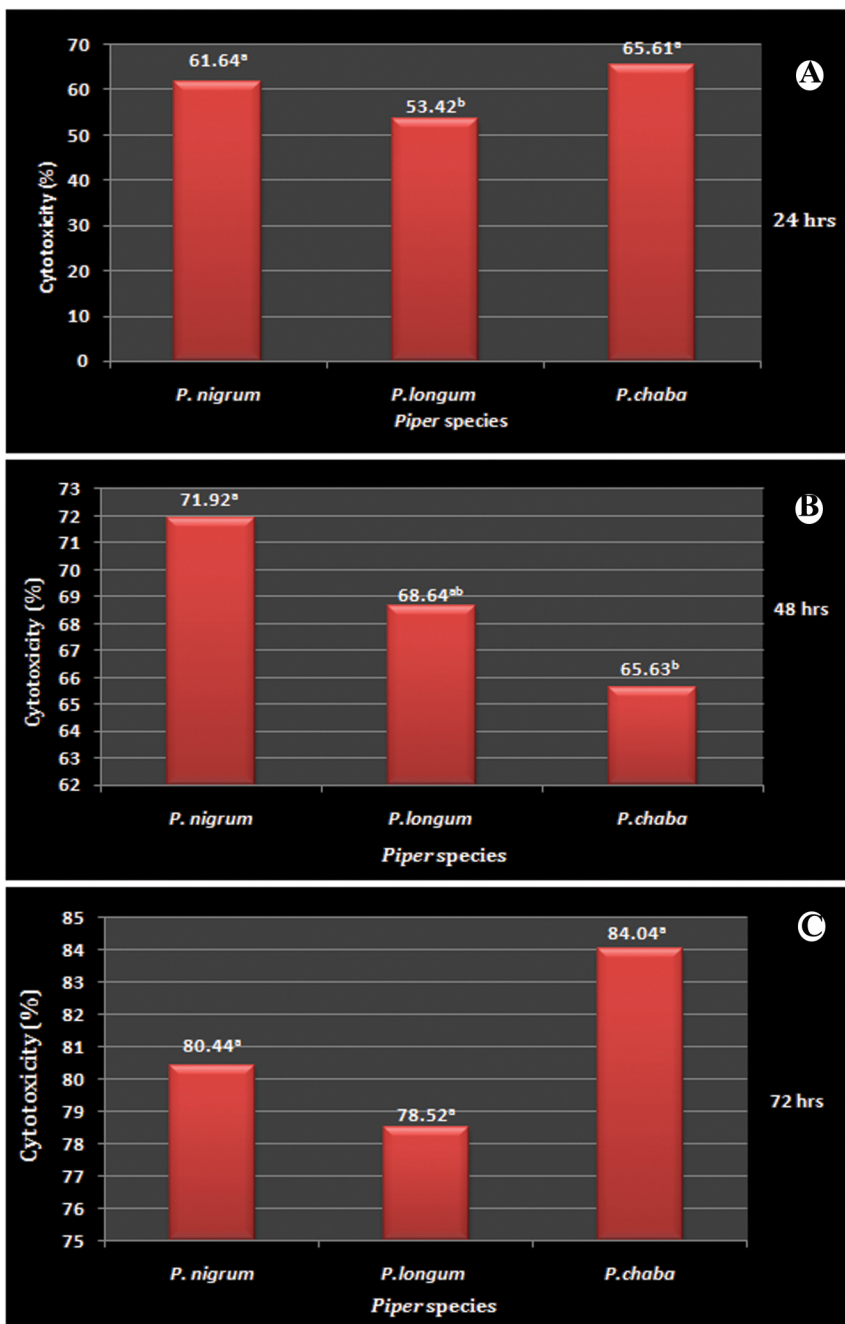 A
Cytotoxicity (%)
70
60
50
40
30
20
10
0
61.64ª
53.42ᵇ
65.61ª
24 hrs
P. nigrum P.longum P.chaba
Piper species
B
Cytotoxicity (%)
73
72
71
70
69
68
67
66
65
64
63
62
71.92ª
68.64ªᵇ
65.63ᵇ
48 hrs
P. nigrum P.longum P.chaba
Piper species
C
Cytotoxicity (%)
85
84
83
82
81
80
79
78
77
76
75
80.44ª
78.52ª
84.04ª
72 hrs
P. nigrum P.longum P.chaba
Piper species